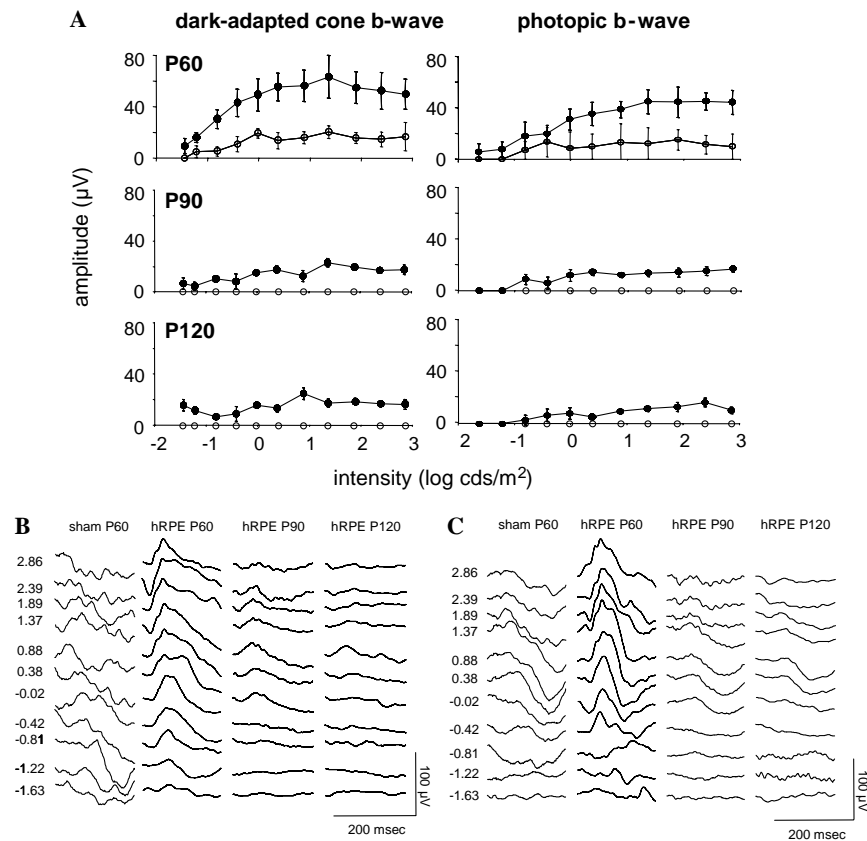 A
dark-adapted cone b-wave
photopic b-wave
P60
80
40
0
80
40
0
amplitude (µV)
P90
80
40
0
80
40
0
P120
80
40
0
80
40
0
-2 -1 0 1 2 3
2 -1 0 1 2 3
intensity (log cds/m2)
B
sham P60 hRPE P60 hRPE P90 hRPE P120
2.86
2.39
1.89
1.37
0.88
0.38
-0.02
-0.42
-0.81
-1.22
-1.63
100 µV
200 msec
C
sham P60 hRPE P60 hRPE P90 hRPE P120
2.86
2.39
1.89
1.37
0.88
0.38
-0.02
-0.42
-0.81
-1.22
-1.63
100 µV
200 msec